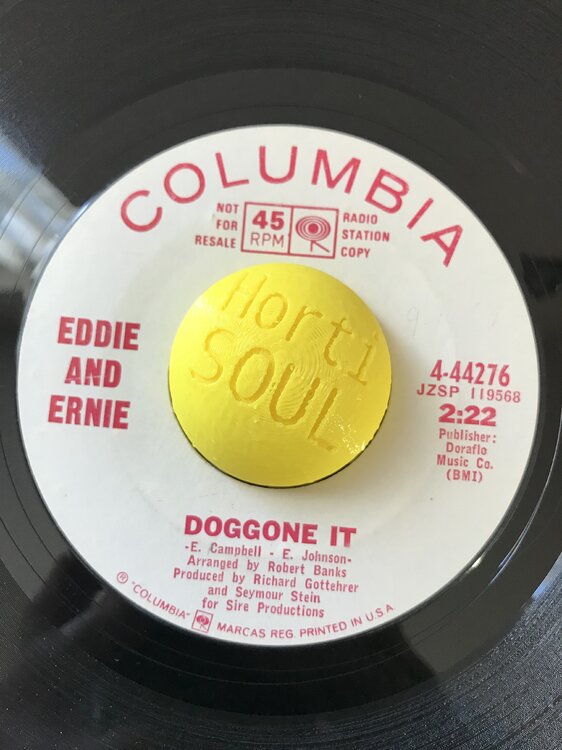 COLUMBIA
NOT
FOR
RESALE
45
RPM
RADIO
STATION
COPY
Horti
SOUL
EDDIE
AND
ERNIE
4-44276
JZSP 119568
2:22
Publisher:
Doraflo
Music Co.
(BMI)
DOGGONE IT
-E. Campbell - E. Johnson-
Arranged by Robert Banks
Produced by Richard Gottehrer
and Seymour Stein
for Sire Productions
® "COLUMBIA" MARCAS REG. PRINTED IN U.S.A.